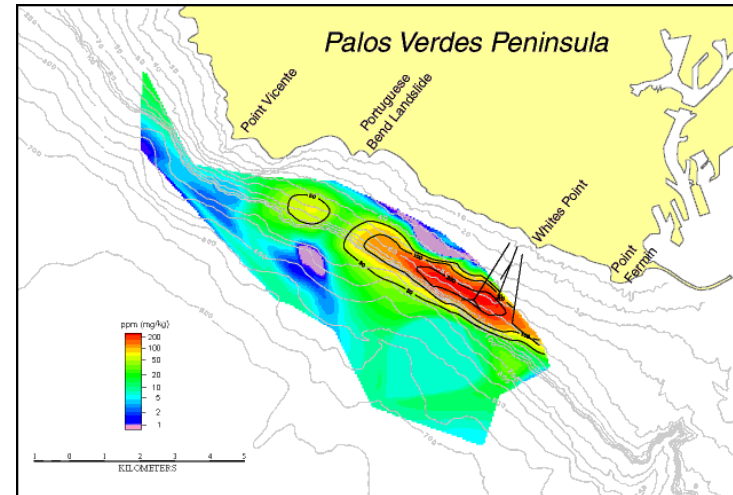 Palos Verdes Peninsula
Point Vicente
Portuguese
Bend Landslide
Whites Point
Point
Fermin
ppm (mg/kg)
200
100
50
20
10
5
2
1
1 0 1 2 3 4 5
KILOMETERS